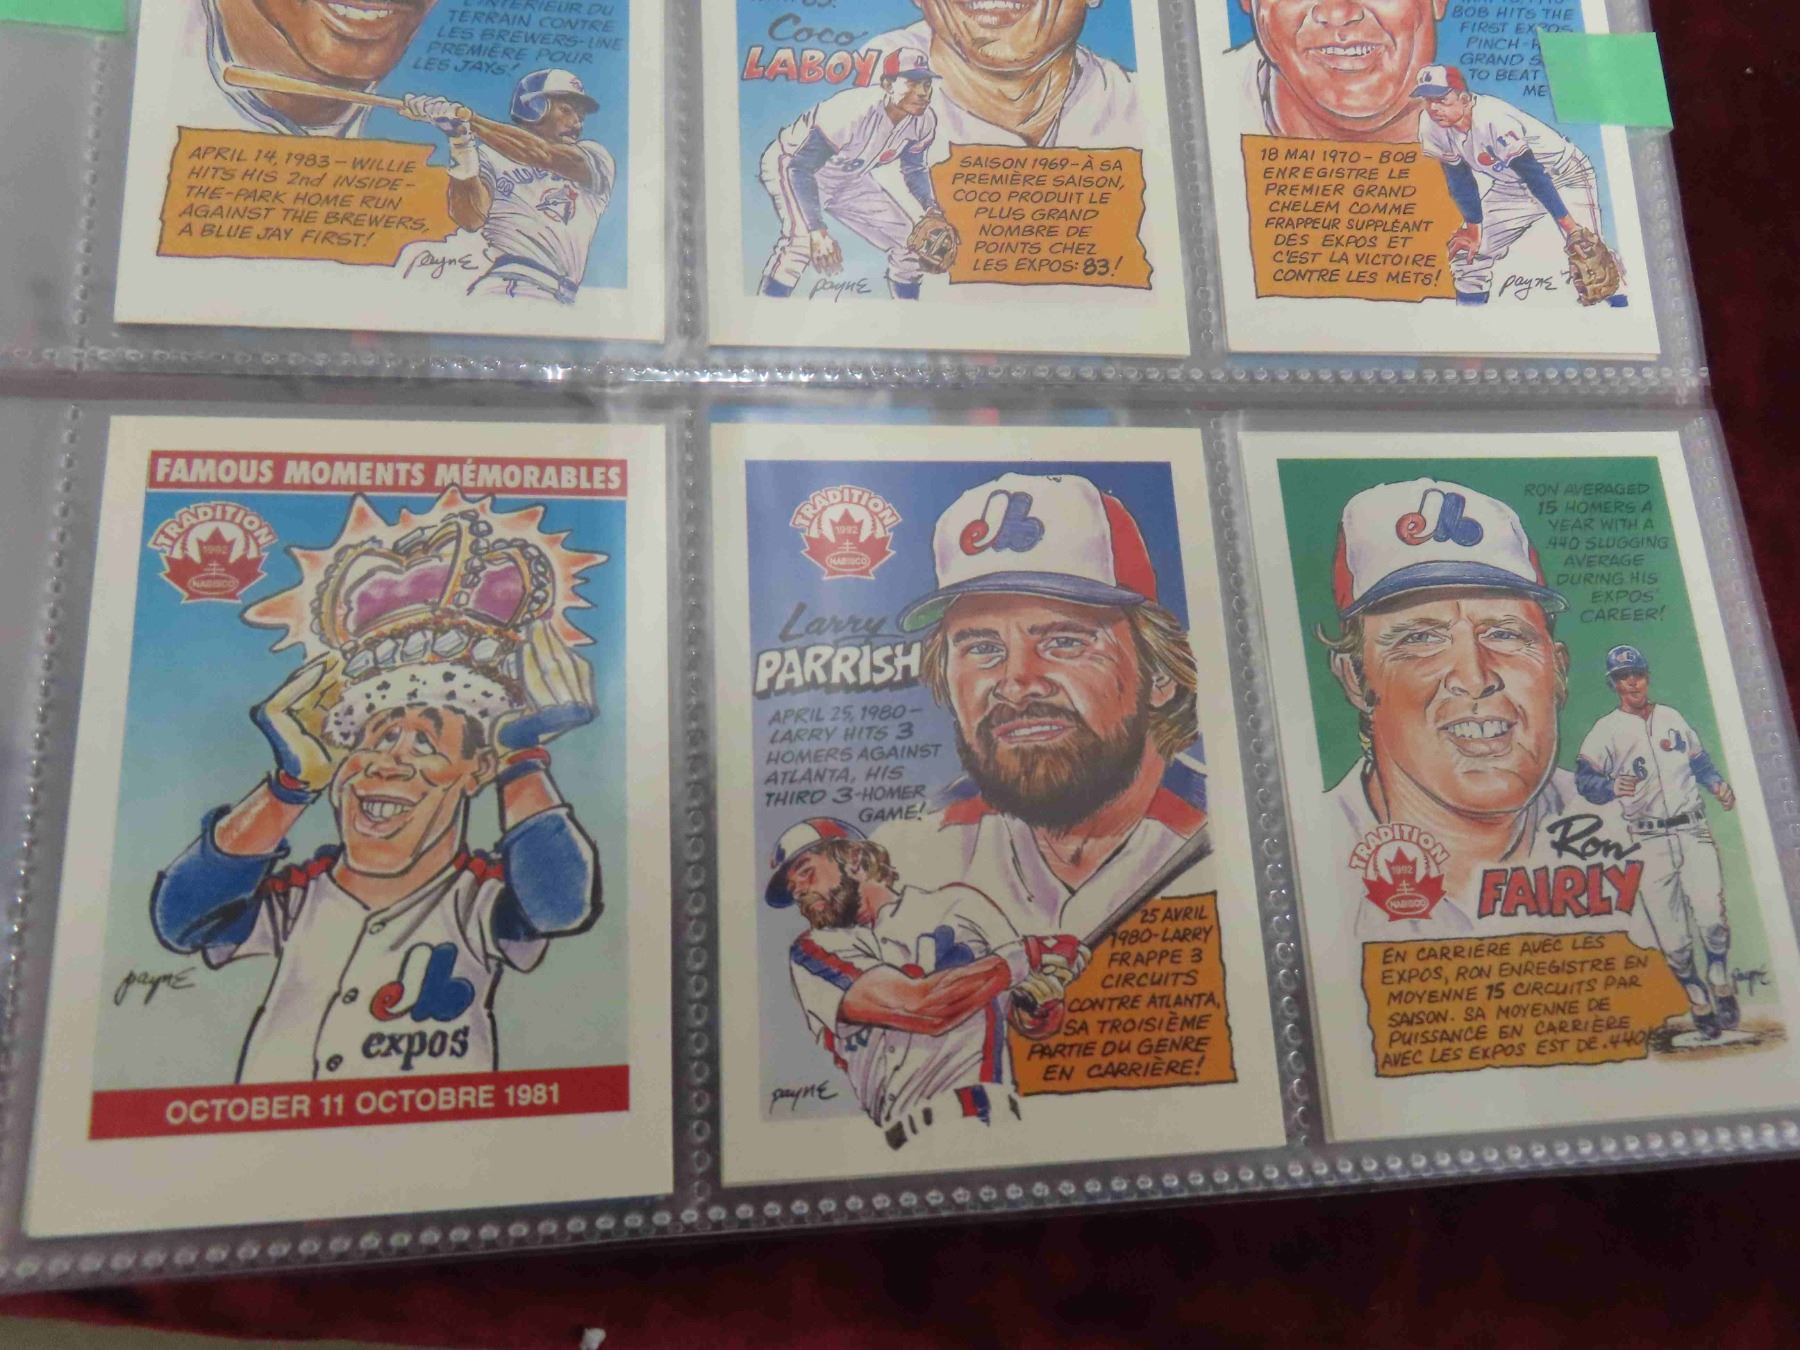 L'INTÉRIEUR DU
TERRAIN CONTRE
LES BREWERS-UNE
PREMIÈRE POUR
LES JAYS!
APRIL 14, 1983 – WILLIE
HITS HIS 2nd INSIDE-
THE-PARK HOME RUN
AGAINST THE BREWERS,
A BLUE JAY FIRST!
payne
Coco
LABOY
SAISON 1969-À SA
PREMIÈRE SAISON,
COCO PRODUIT LE
PLUS GRAND
NOMBRE DE
POINTS CHEZ
LES EXPOS: 83!
payne
BOB HITS THE
FIRST EXPOS
PINCH-
GRAND
TO BEAT
ME
18 MAI 1970 - BOB
ENREGISTRE LE
PREMIER GRAND
CHELEM COMME
FRAPPEUR SUPPLÉANT
DES EXPOS ET
C'EST LA VICTOIRE
CONTRE LES METS!
payne
FAMOUS MOMENTS MÉMORABLES
TRADITION
1992
NABISCO
payne
expos
OCTOBER 11 OCTOBRE 1981
TRADITION
1992
NABISCO
Larry
PARRISH
APRIL 25, 1980 –
LARRY HITS 3
HOMERS AGAINST
ATLANTA, HIS
THIRD 3-HOMER
GAME!
25 AVRIL
1980-LARRY
FRAPPE 3
CIRCUITS
CONTRE ATLANTA,
SA TROISIÈME
PARTIE DU GENRE
EN CARRIÈRE!
payne
RON AVERAGED
15 HOMERS A
YEAR WITH A
.440 SLUGGING
AVERAGE
DURING HIS
EXPOS'
CAREER!
6
TRADITION
1992
NABISCO
Ron
FAIRLY
EN CARRIÈRE AVEC LES
EXPOS, RON ENREGISTRE EN
MOYENNE 15 CIRCUITS PAR
SAISON. SA MOYENNE DE
PUISSANCE EN CARRIÈRE
AVEC LES EXPOS EST DE .440!
payne